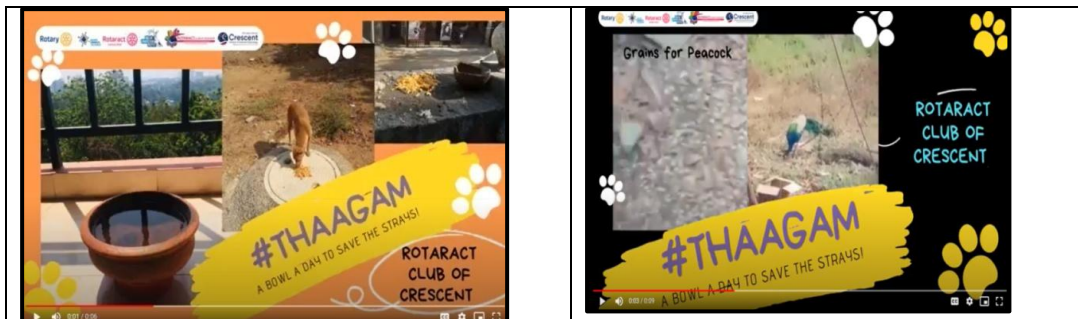 Rotary
Rotaract
Crescent
#THAAGAM
A BOWL A DAY TO SAVE THE STRAYS!
ROTARACT
CLUB OF
CRESCENT
0:01 / 0:06
Rotary
Rotaract
Crescent
Grains for Peacock
ROTARACT
CLUB OF
CRESCENT
#THAAGAM
A BOWL A DAY TO SAVE THE STRAYS!
0:03 / 0:09